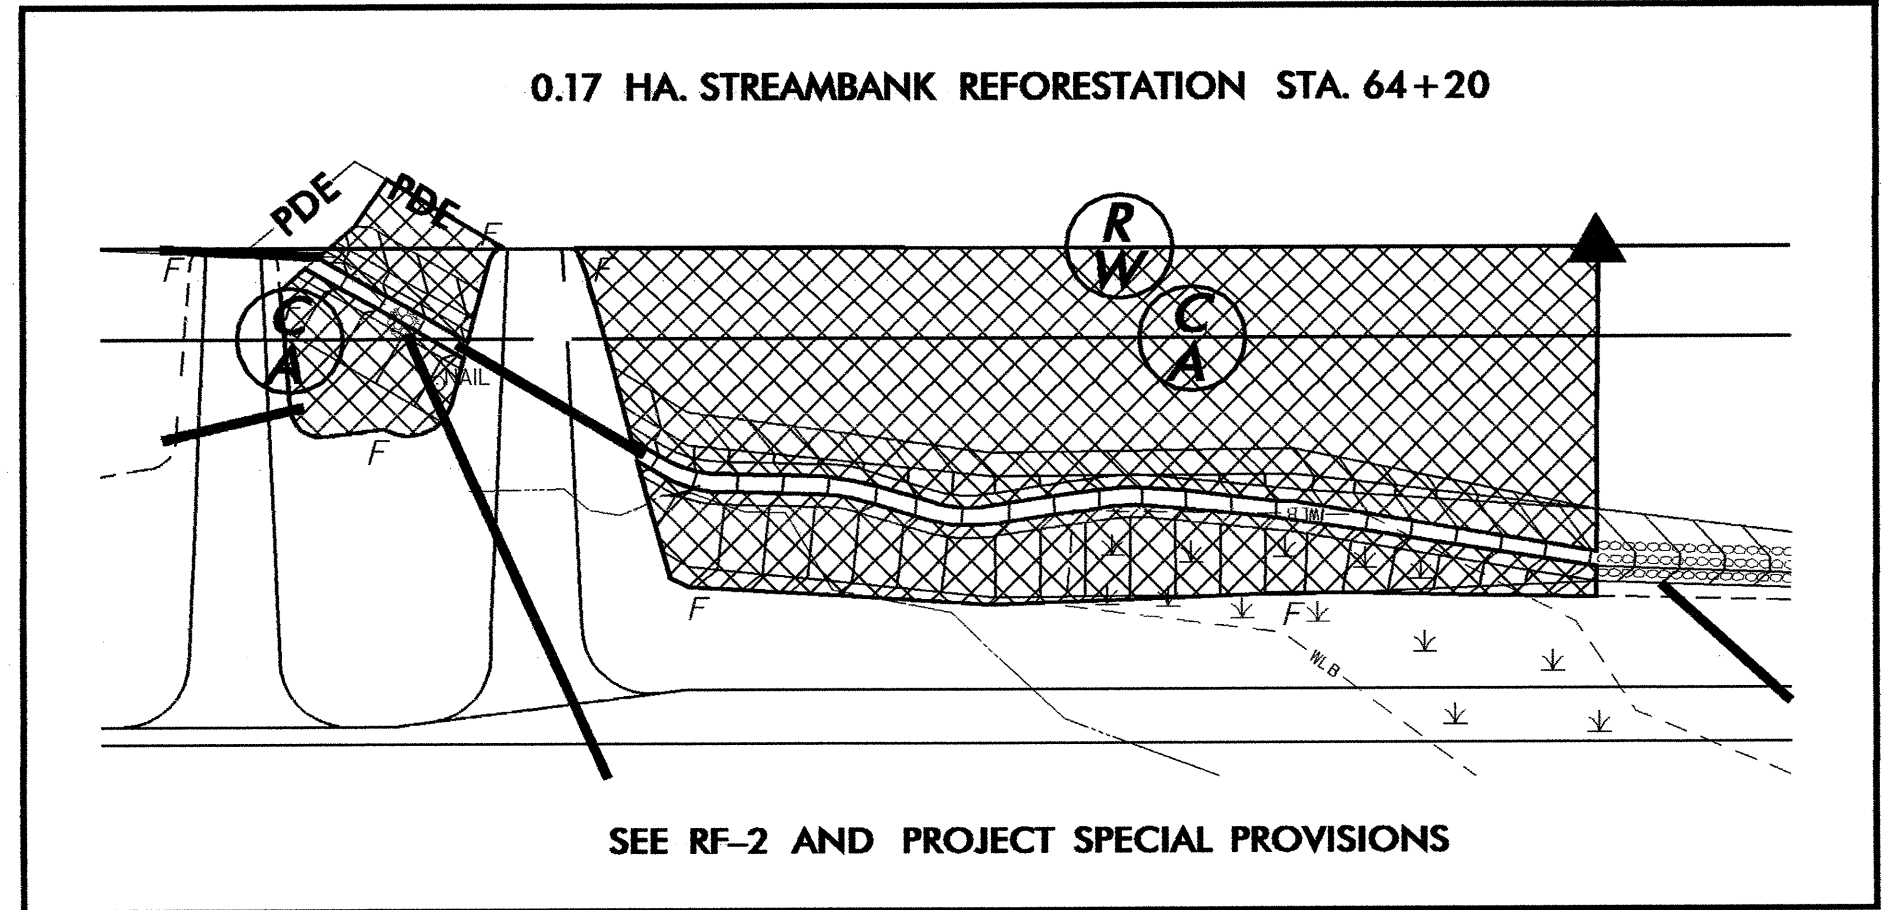 0.17 HA. STREAMBANK REFORESTATION STA. 64+20
PDE
PDE
F
F
F
R
W
C
A
C
A
NAIL
F
WLB
F
F
WLB
SEE RF–2 AND PROJECT SPECIAL PROVISIONS